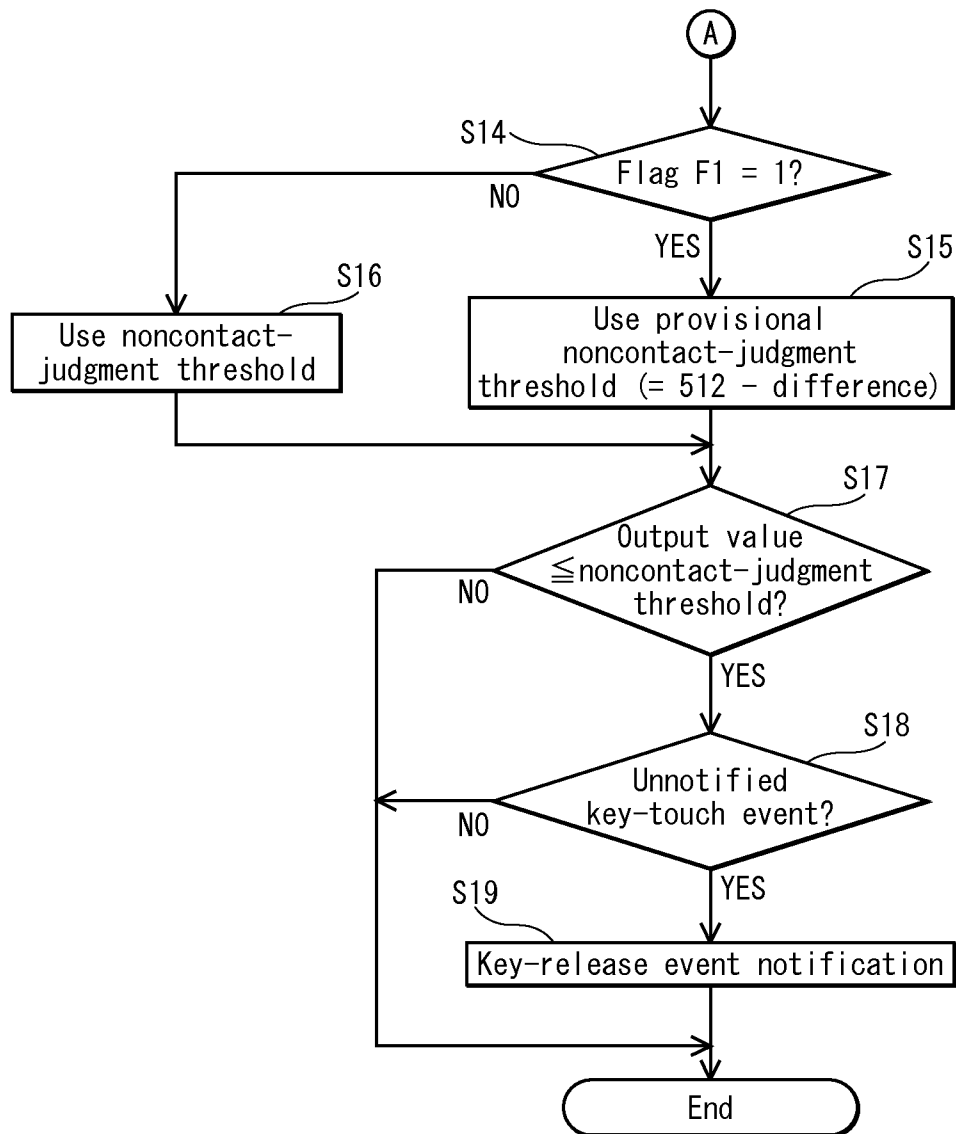 A
S14
Flag F1 = 1?
NO
YES
S15
S16
Use noncontact-
judgment threshold
Use provisional
noncontact-judgment
threshold (= 512 - difference)
S17
Output value
≦noncontact-judgment
threshold?
NO
YES
S18
Unnotified
key-touch event?
NO
YES
S19
Key-release event notification
End